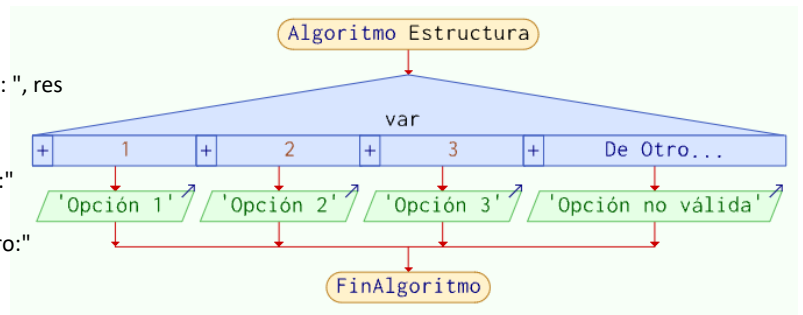 Algoritmo Estructura
: ", res
var
+ 1 + 2 + 3 + De Otro...
:"
'Opción 1' 'Opción 2' 'Opción 3' 'Opción no válida'
ro:"
FinAlgoritmo